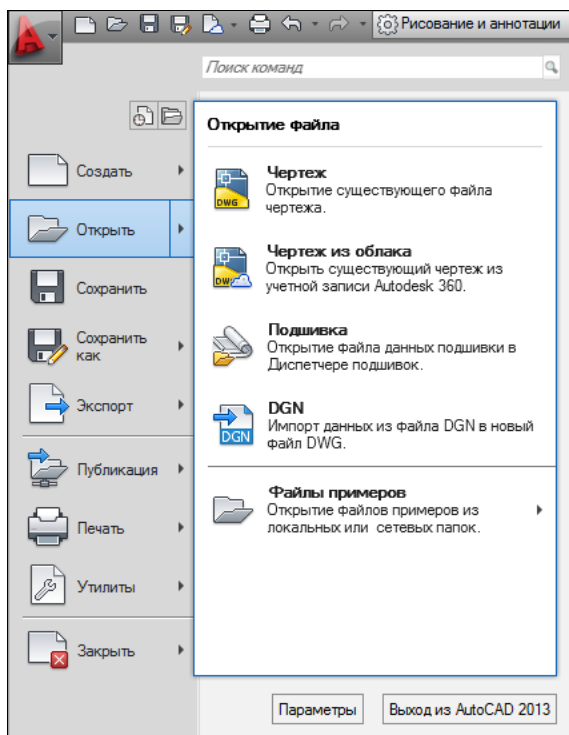 Рисование и аннотации
Поиск команд
Создать
Открыть
Сохранить
Сохранить
как
Экспорт
Публикация
Печать
Утилиты
Закрыть
Открытие файла
Чертеж
Открытие существующего файла
чертежа.
DWG
Чертеж из облака
Открыть существующий чертеж из
учетной записи Autodesk 360.
DW
Подшивка
Открытие файла данных подшивки в
Диспетчере подшивок.
DGN
Импорт данных из файла DGN в новый
файл DWG.
DGN
Файлы примеров
Открытие файлов примеров из
локальных или сетевых папок.
Параметры
Выход из AutoCAD 2013